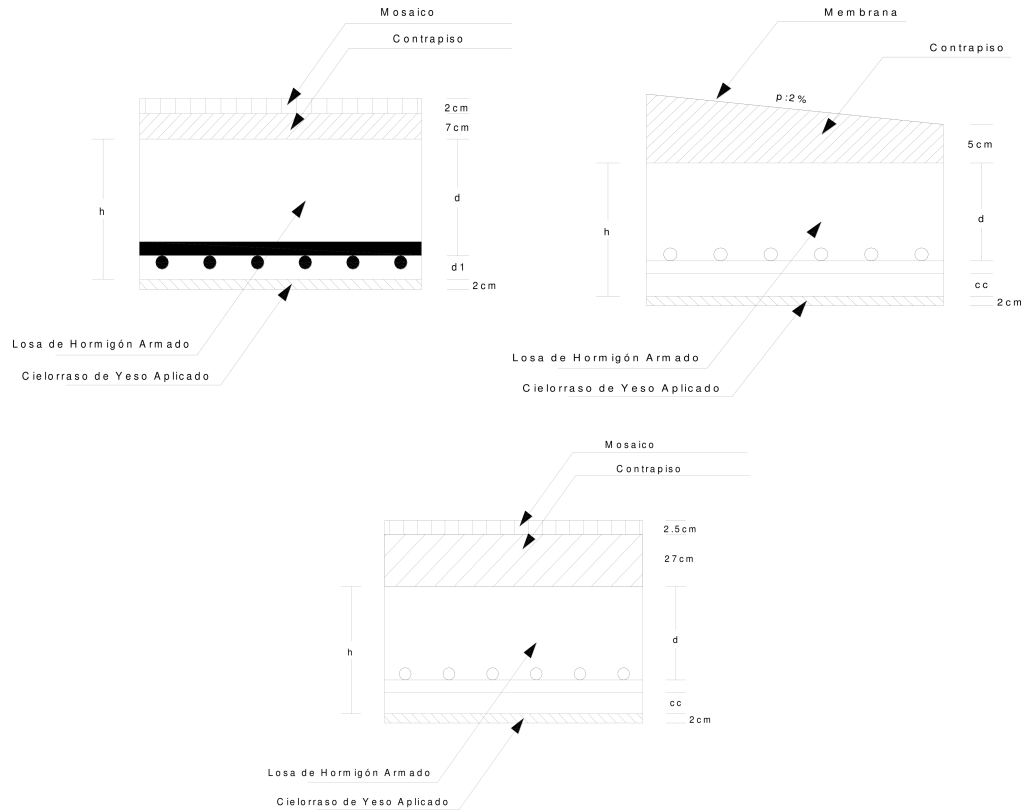 Mosaico
Contrapiso
2cm
7cm
h
d
d1
2cm
Losa de Hormigón Armado
Cielorraso de Yeso Aplicado
Membrana
Contrapiso
p:2%
5cm
h
d
cc
2cm
Losa de Hormigón Armado
Cielorraso de Yeso Aplicado
Mosaico
Contrapiso
2.5cm
27cm
h
d
cc
2cm
Losa de Hormigón Armado
Cielorraso de Yeso Aplicado